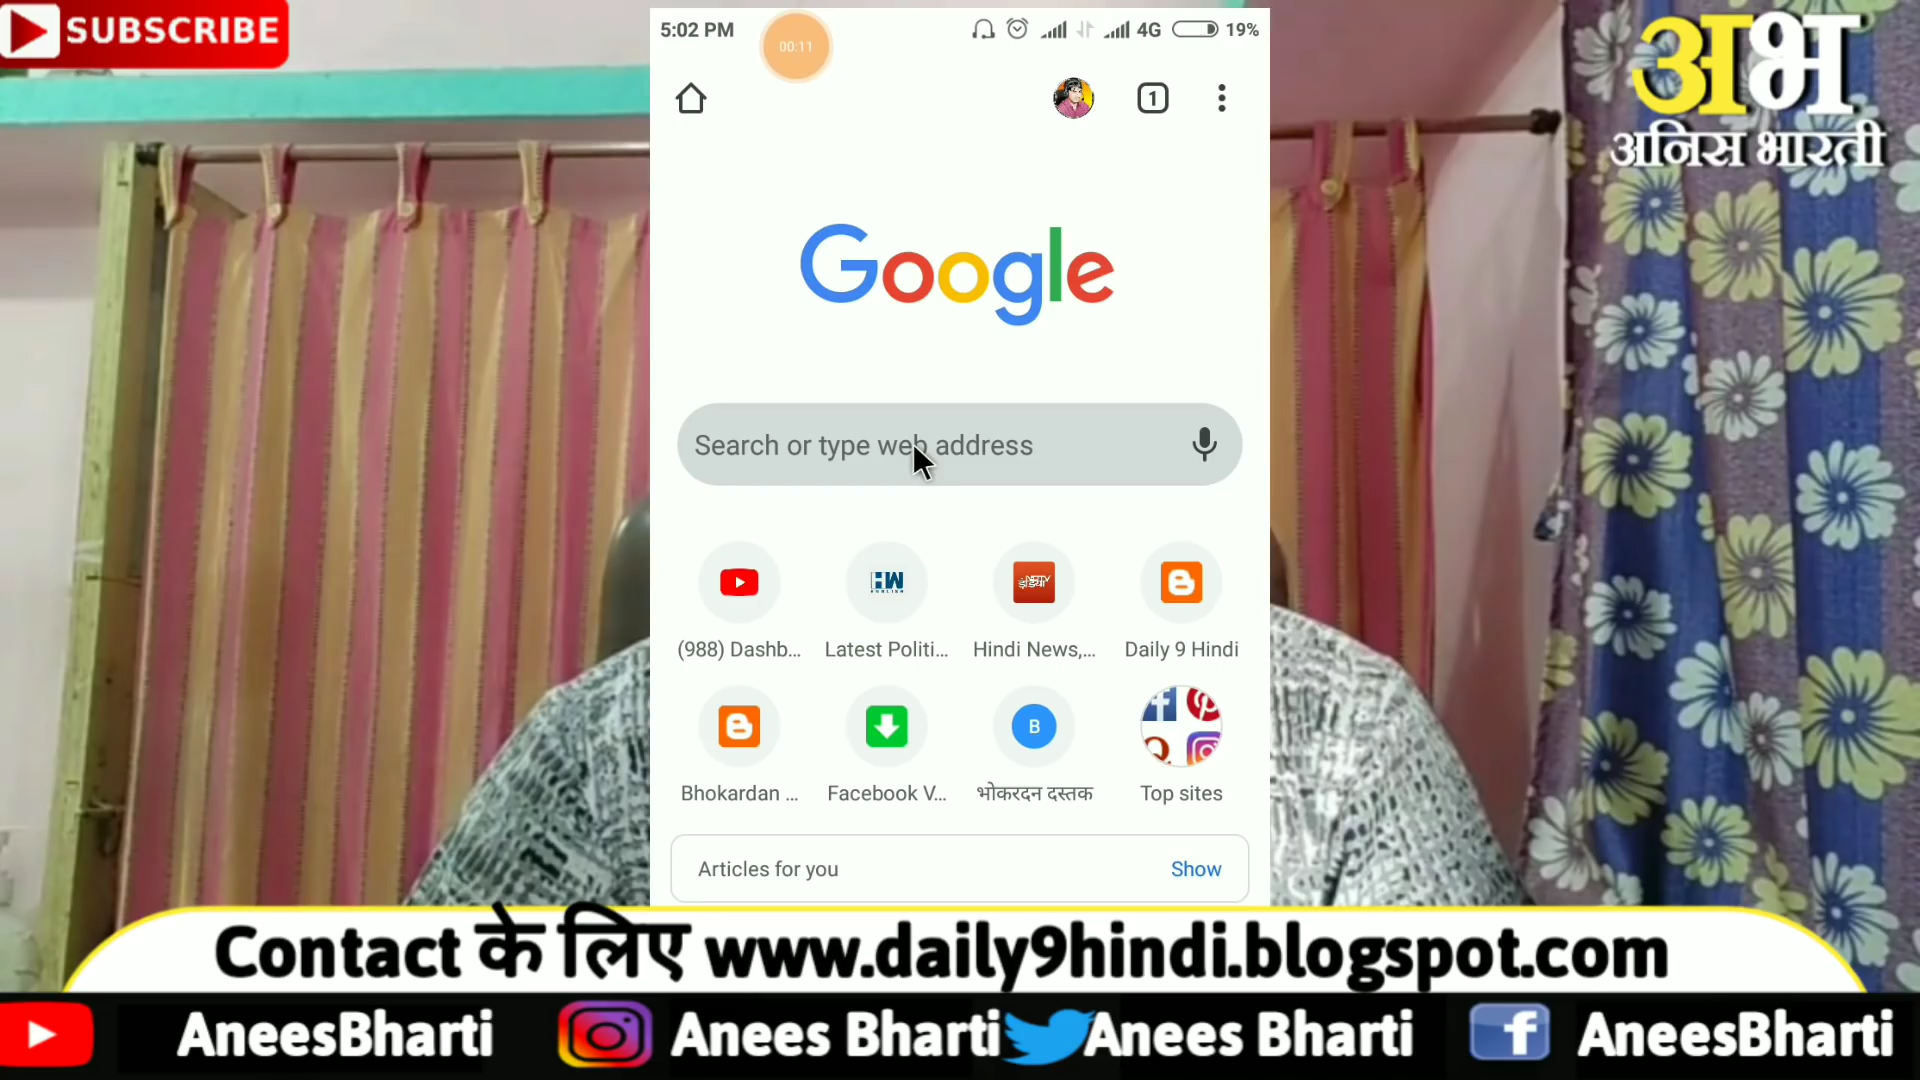 SUBSCRIBE
5:02 PM
00:11
4G
19%
1
अभ
अनिस भारती
Google
Search or type web address
HW
NDTV
इंडिया
(988) Dashb...
Latest Politi...
Hindi News,...
Daily 9 Hindi
B
Bhokardan ...
Facebook V...
भोकरदन दस्तक
Top sites
Articles for you
Show
Contact के लिए www.daily9hindi.blogspot.com
AneesBharti
Anees Bharti
Anees Bharti
AneesBharti